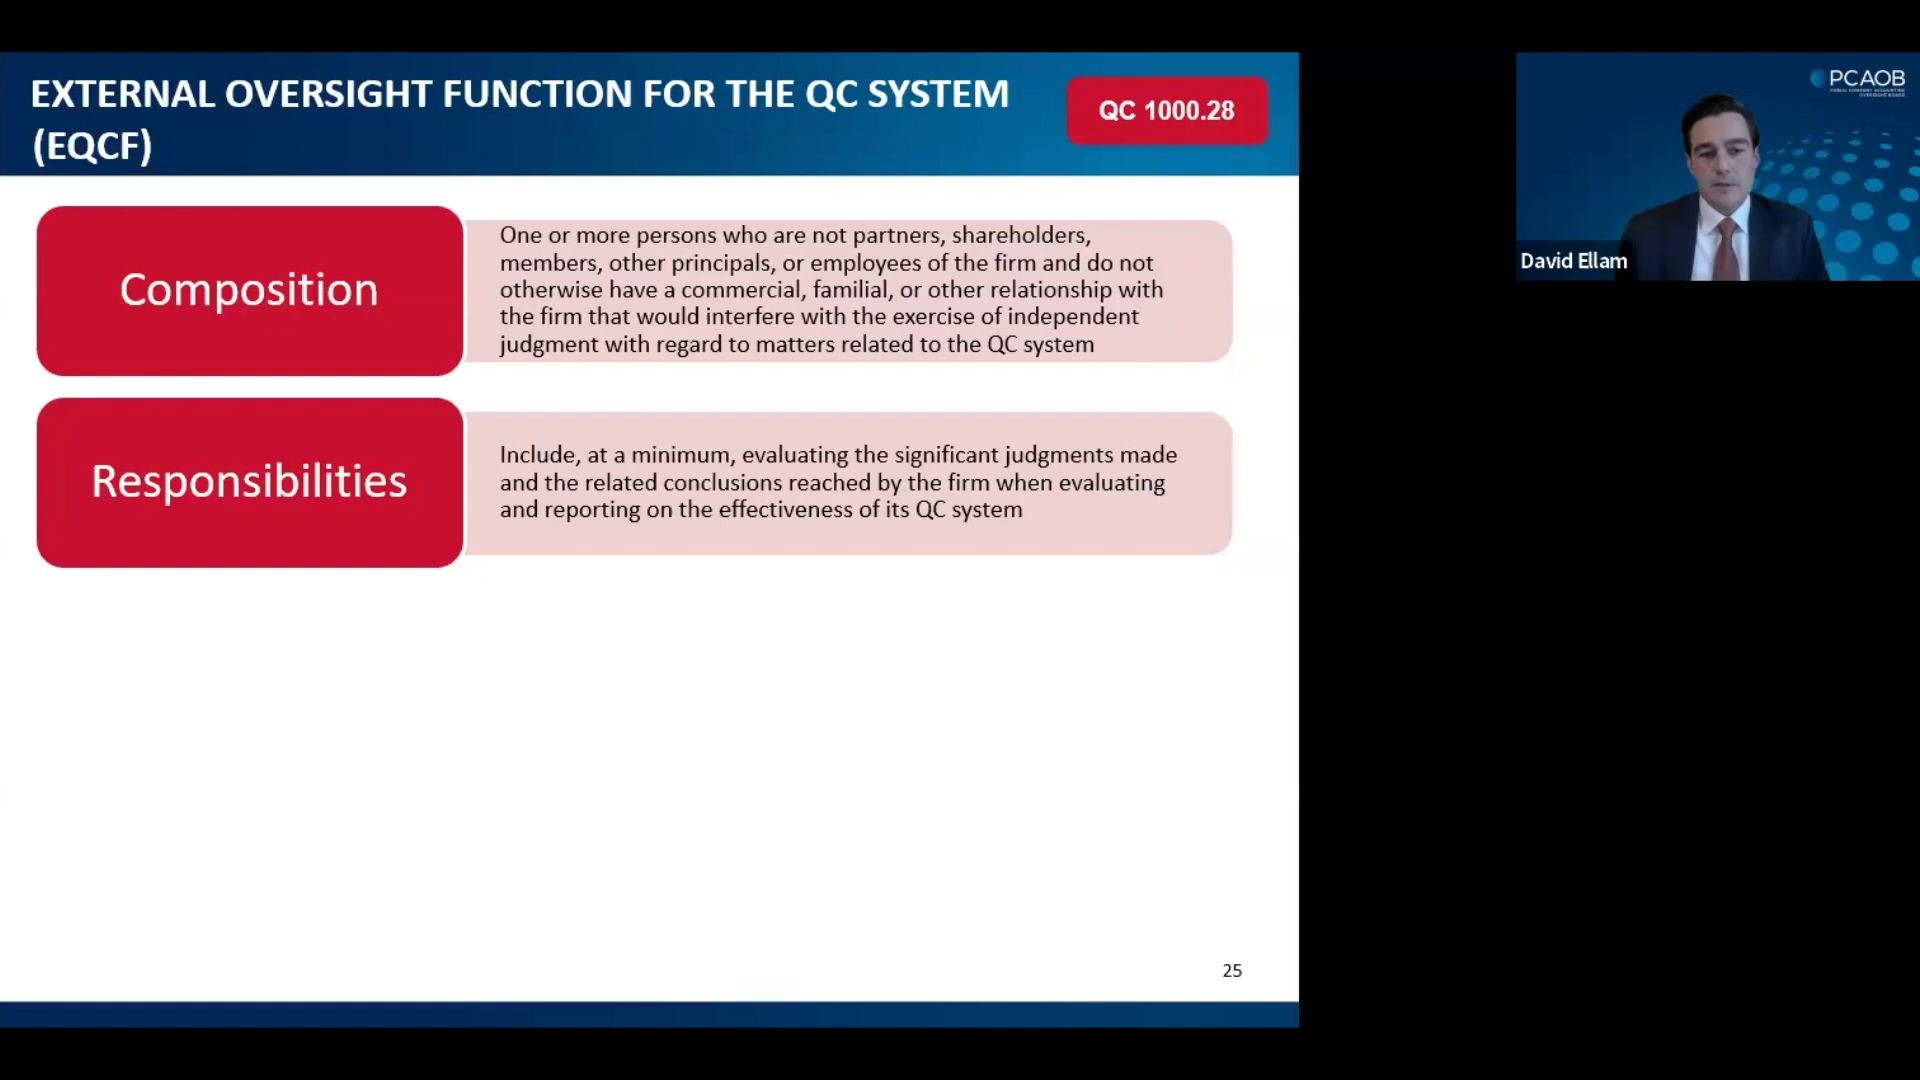 EXTERNAL OVERSIGHT FUNCTION FOR THE QC SYSTEM
(EQCF)
QC 1000.28
Composition
One or more persons who are not partners, shareholders,
members, other principals, or employees of the firm and do not
otherwise have a commercial, familial, or other relationship with
the firm that would interfere with the exercise of independent
judgment with regard to matters related to the QC system
Responsibilities
Include, at a minimum, evaluating the significant judgments made
and the related conclusions reached by the firm when evaluating
and reporting on the effectiveness of its QC system
25
PCAOB
David Ellam